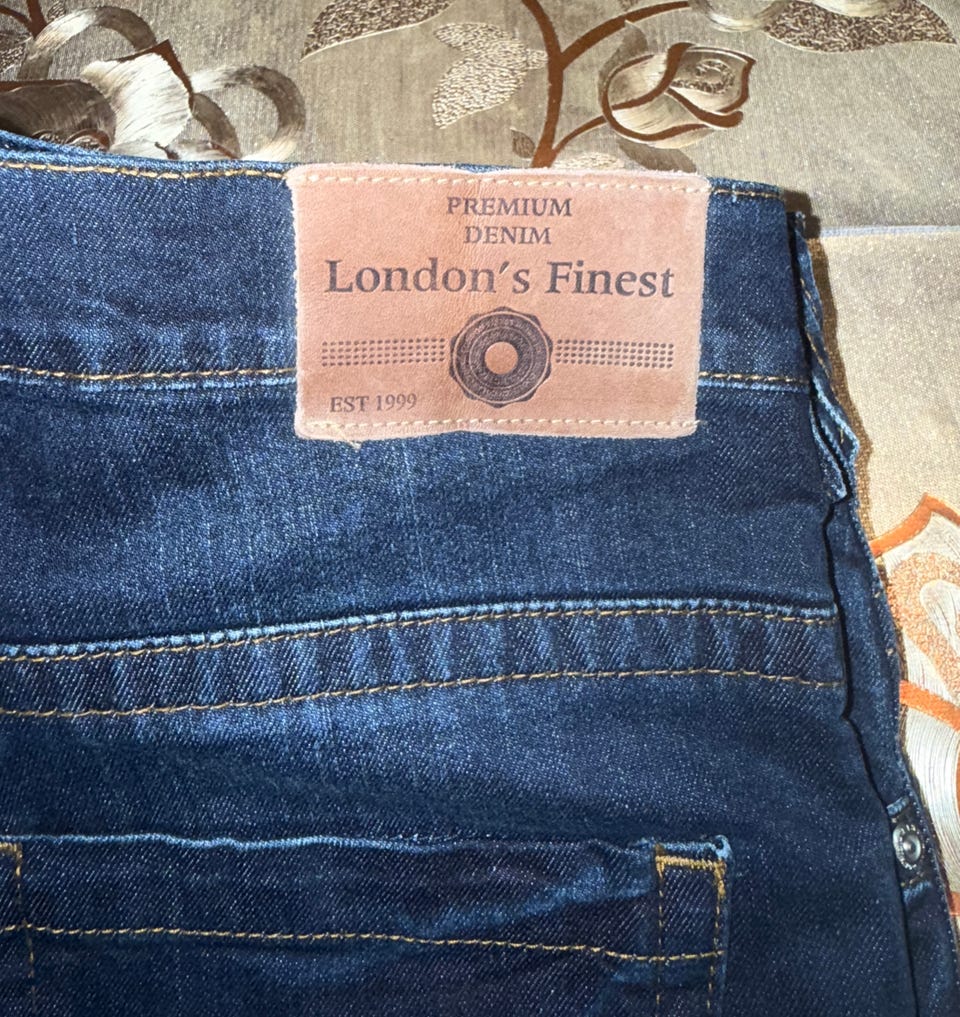 PREMIUM
DENIM
London´s Finest
EST 1999